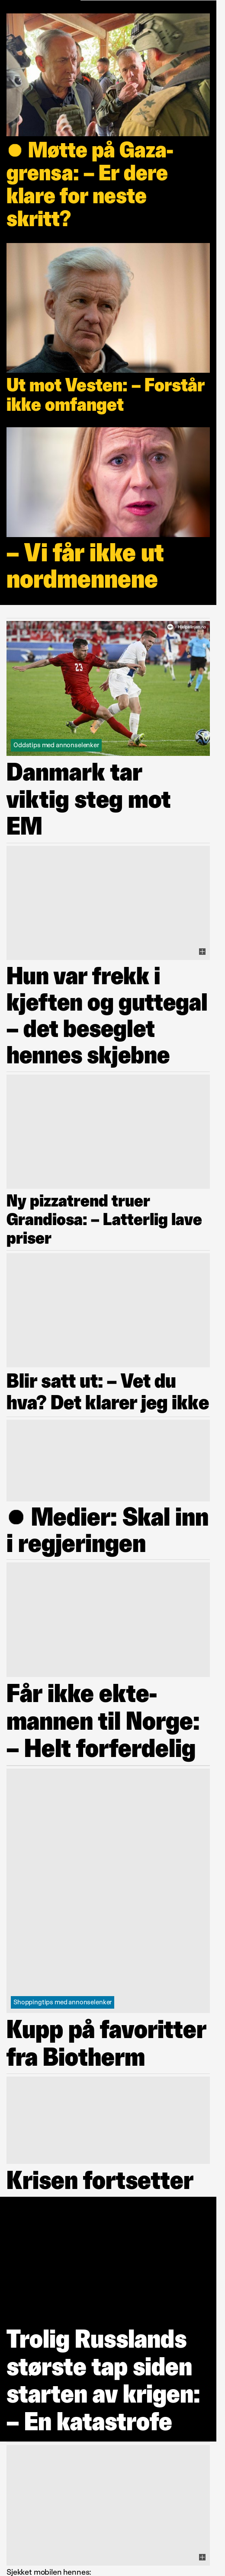 ● Møtte på Gaza-
grensa: – Er dere
klare for neste
skritt?
Ut mot Vesten: – Forstår
ikke omfanget
– Vi får ikke ut
nordmennene
Oddstips med annonselenker
Danmark tar
viktig steg mot
EM
Hun var frekk i
kjeften og guttegal
– det beseglet
hennes skjebne
Ny pizzatrend truer
Grandiosa: – Latterlig lave
priser
Blir satt ut: – Vet du
hva? Det klarer jeg ikke
● Medier: Skal inn
i regjeringen
Får ikke ekte-
mannen til Norge:
– Helt forferdelig
Shoppingtips med annonselenker
Kupp på favoritter
fra Biotherm
Krisen fortsetter
Trolig Russlands
største tap siden
starten av krigen:
– En katastrofe
Sjekket mobilen hennes: